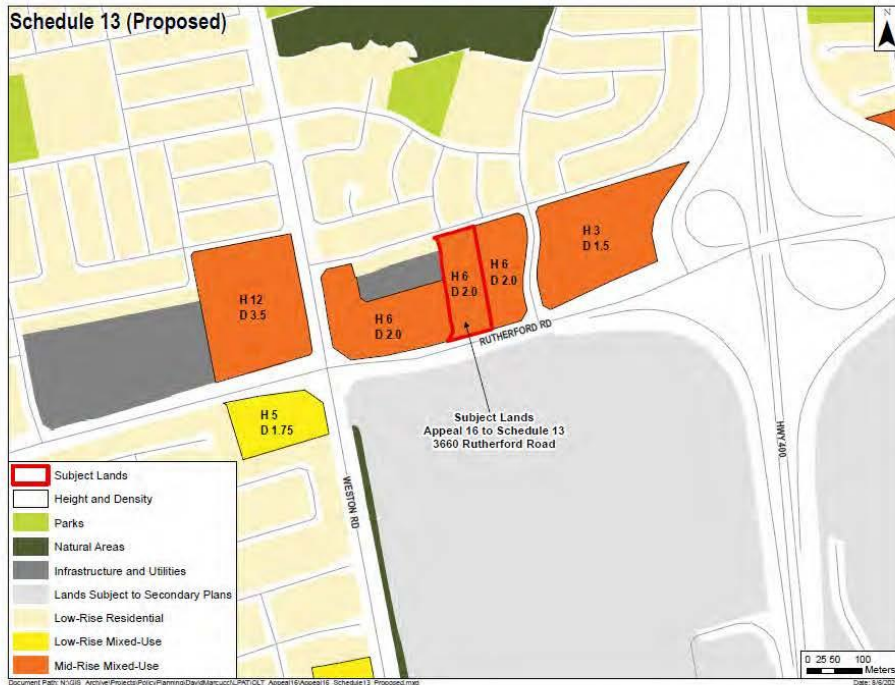 Schedule 13 (Proposed)
N
H 3
D 1.5
H 12
D 3.5
H 6
D 2.0
H 6
D 2.0
H 6
D 2.0
RUTHERFORD RD
Subject Lands
Appeal 16 to Schedule 13
3660 Rutherford Road
H 5
D 1.75
WESTON RD
HWY 400
Subject Lands
Height and Density
Parks
Natural Areas
Infrastructure and Utilities
Lands Subject to Secondary Plans
Low-Rise Residential
Low-Rise Mixed-Use
Mid-Rise Mixed-Use
0 25 50 100
Meters